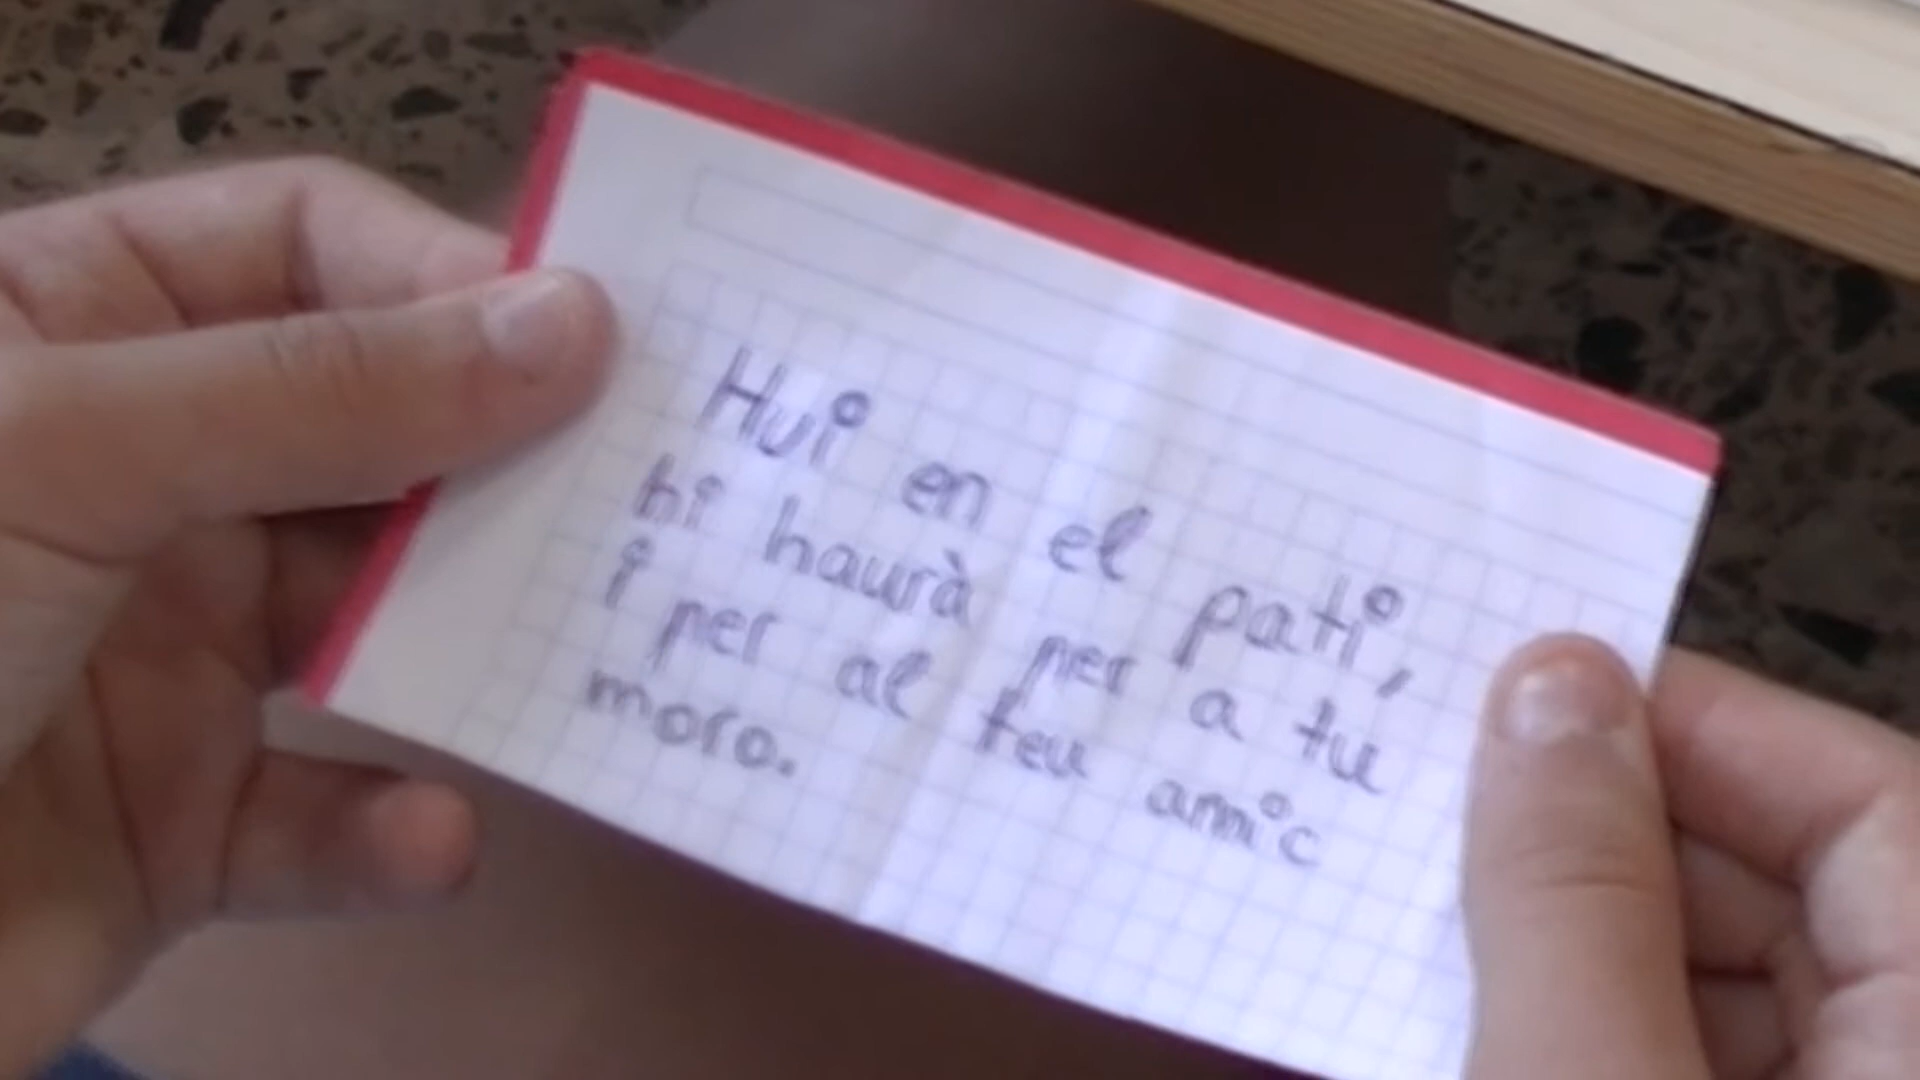 Hui en el pati,
hi haurà per a tu
i per al teu amic
moro.